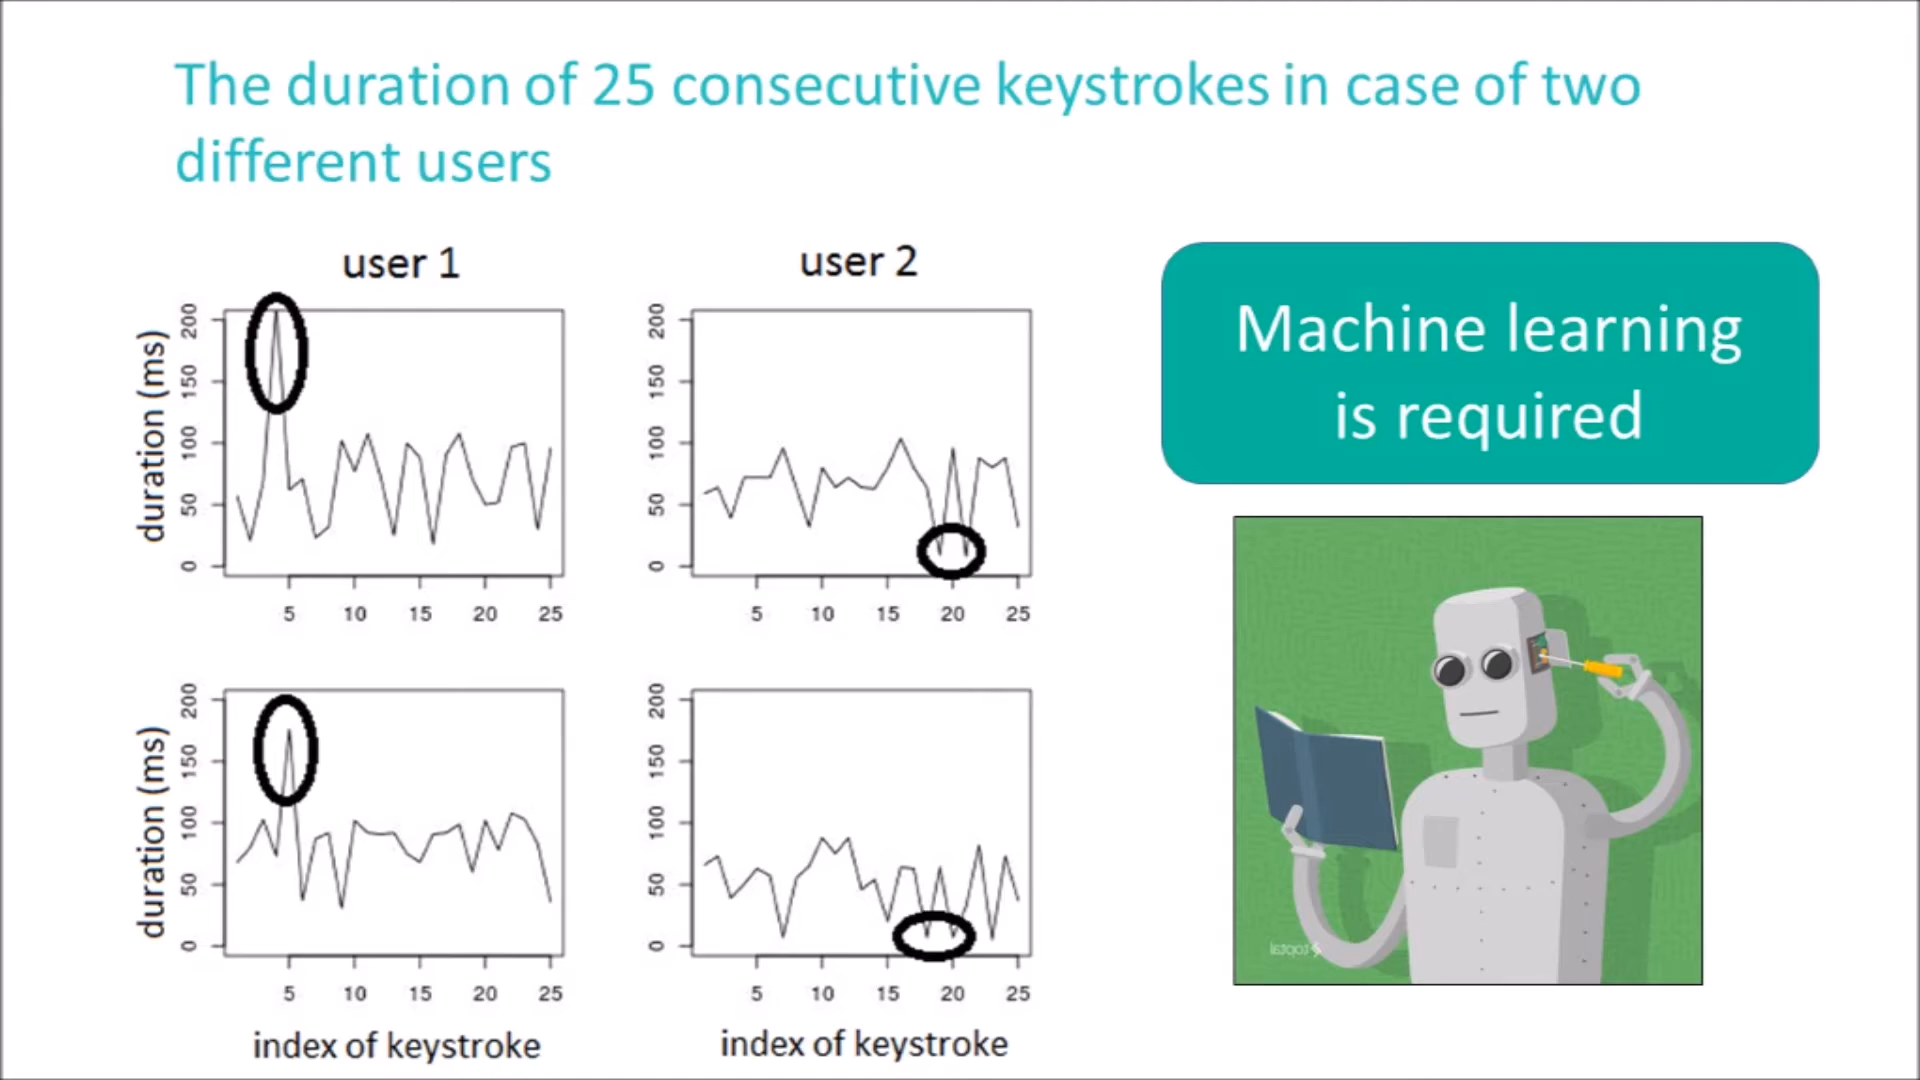 The duration of 25 consecutive keystrokes in case of two
different users
user 1
user 2
duration (ms)
200
150
100
50
0
5 10 15 20 25
200
150
100
50
0
5 10 15 20 25
Machine learning
is required
duration (ms)
200
150
100
50
0
5 10 15 20 25
index of keystroke
200
150
100
50
0
5 10 15 20 25
index of keystroke
toptal